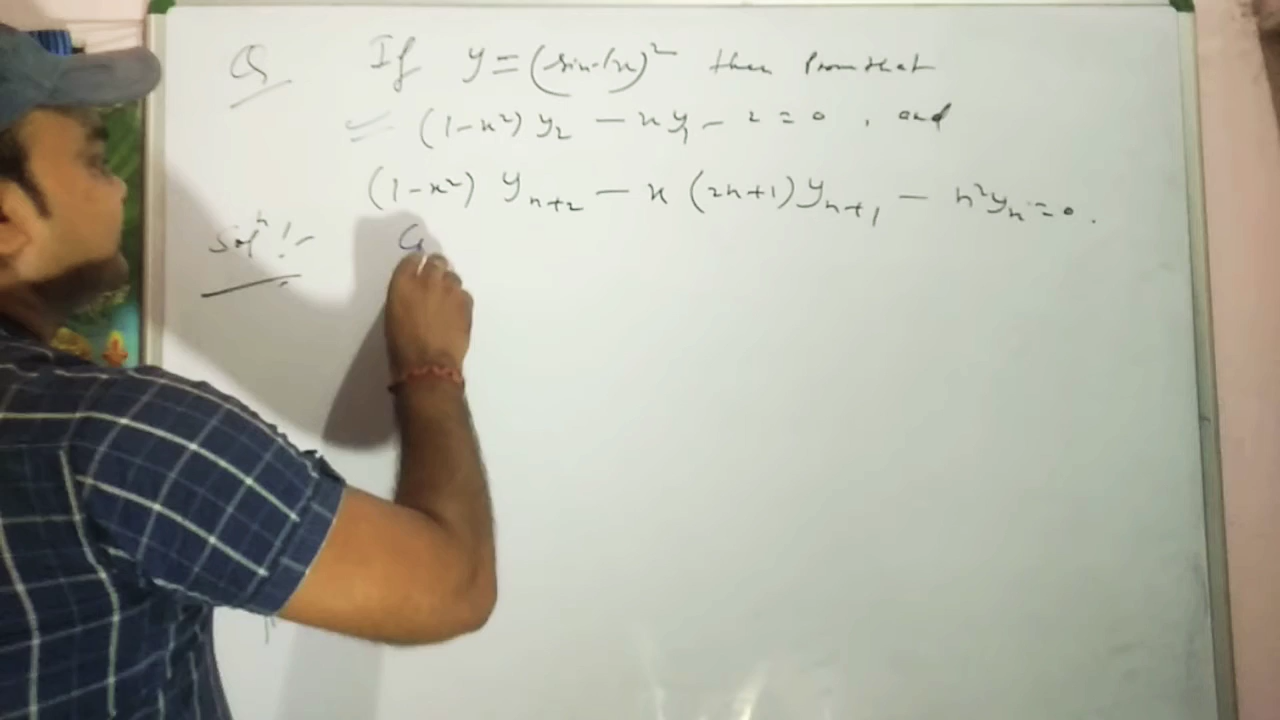 Q If y = (sin-1x)² then Prove that
(1-x²) y₂ - xy₁ - 2 = 0 , and
(1-x²) yₙ₊₂ - x (2n+1) yₙ₊₁ - n²yₙ = 0 .
Solⁿ!- G